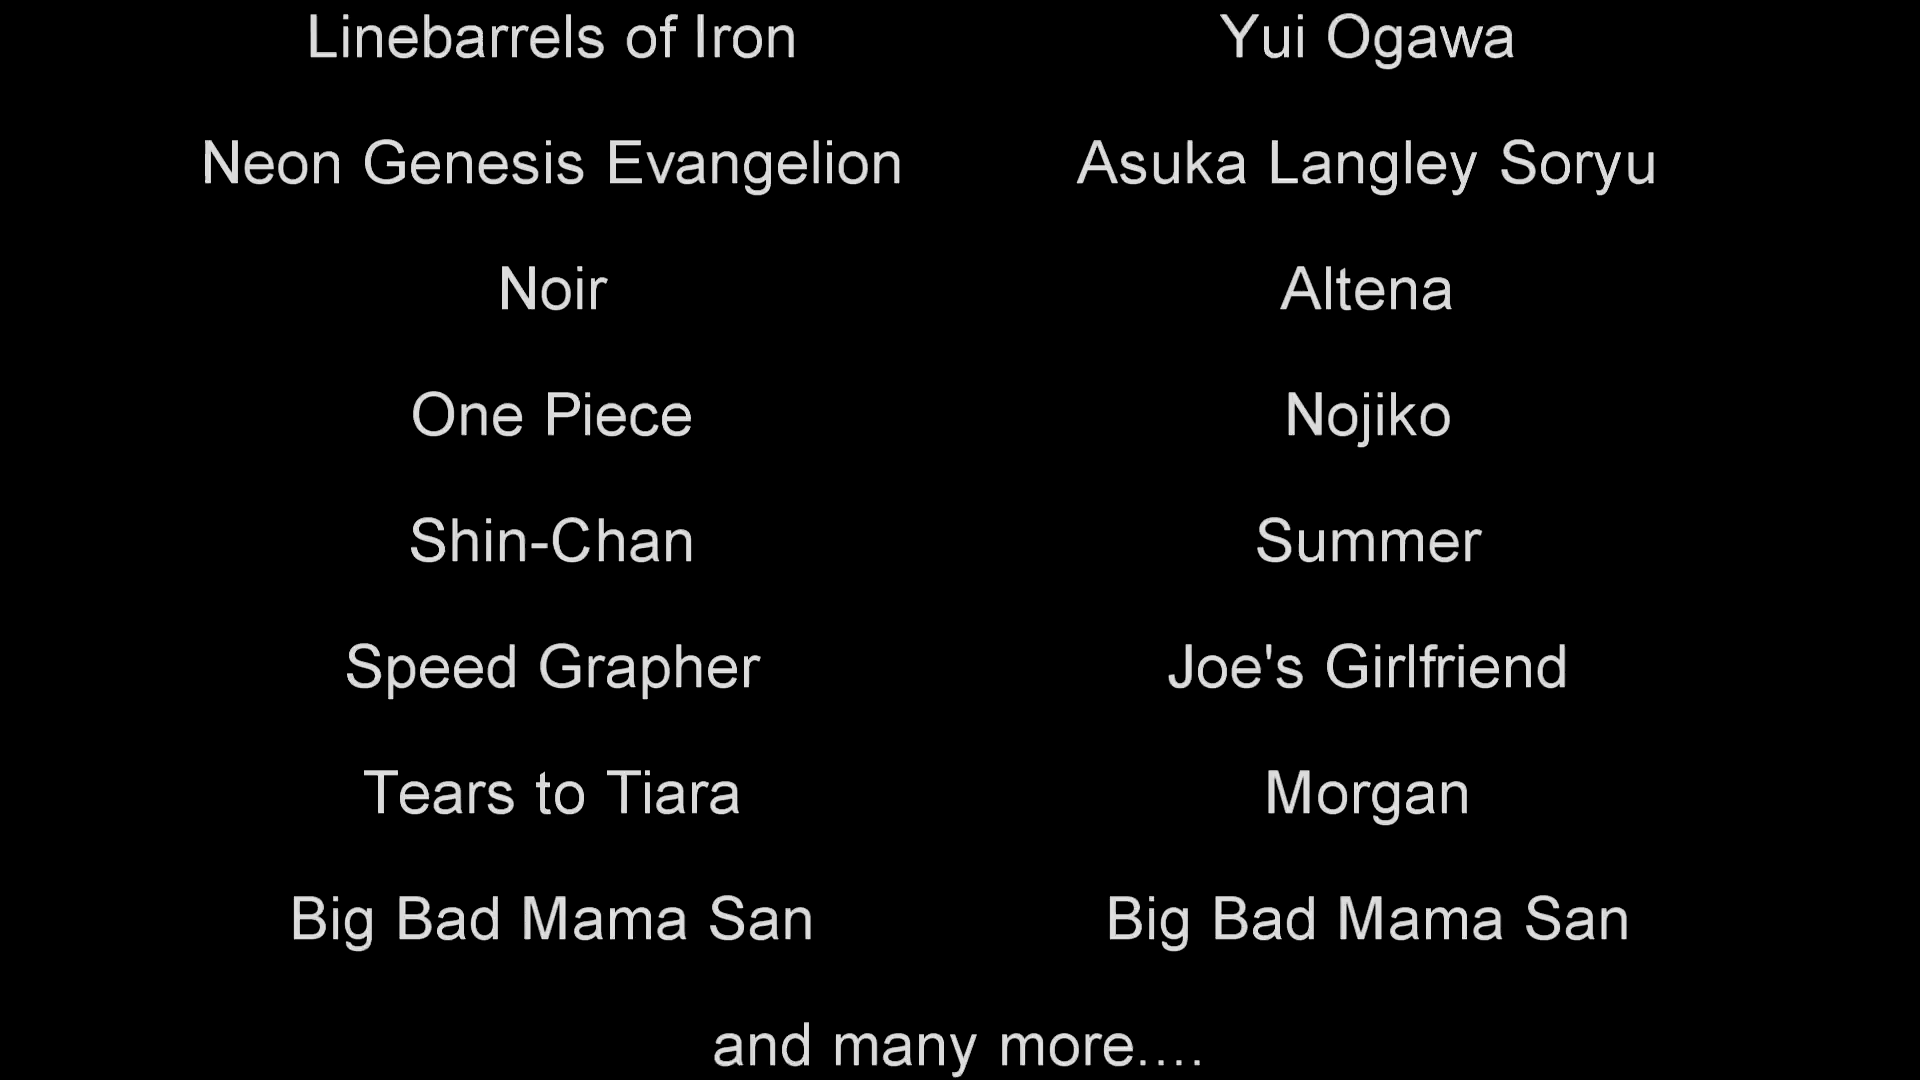 Linebarrels of Iron Yui Ogawa
Neon Genesis Evangelion Asuka Langley Soryu
Noir Altena
One Piece Nojiko
Shin-Chan Summer
Speed Grapher Joe's Girlfriend
Tears to Tiara Morgan
Big Bad Mama San Big Bad Mama San
and many more....